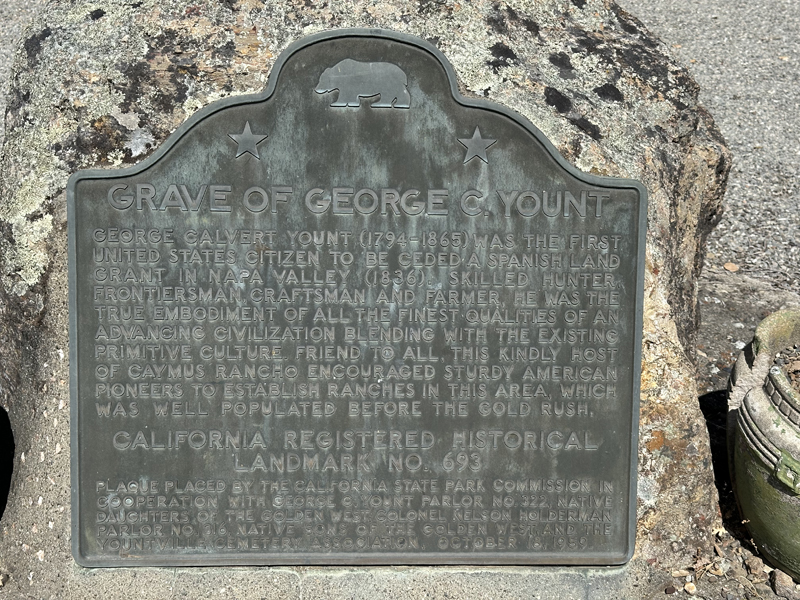 GRAVE OF GEORGE C. YOUNT
GEORGE CALVERT YOUNT (1794-1865) WAS THE FIRST
UNITED STATES CITIZEN TO BE CEDED A SPANISH LAND
GRANT IN NAPA VALLEY (1836). SKILLED HUNTER,
FRONTIERSMAN, CRAFTSMAN AND FARMER, HE WAS THE
TRUE EMBODIMENT OF ALL THE FINEST QUALITIES OF AN
ADVANCING CIVILIZATION BLENDING WITH THE EXISTING
PRIMITIVE CULTURE. FRIEND TO ALL, THIS KINDLY HOST
OF CAYMUS RANCHO ENCOURAGED STURDY AMERICAN
PIONEERS TO ESTABLISH RANCHES IN THIS AREA, WHICH
WAS WELL POPULATED BEFORE THE GOLD RUSH.
CALIFORNIA REGISTERED HISTORICAL
LANDMARK NO. 693
PLAQUE PLACED BY THE CALIFORNIA STATE PARK COMMISSION IN
COOPERATION WITH GEORGE C. YOUNT PARLOR NO. 322, NATIVE
DAUGHTERS OF THE GOLDEN WEST, COLONEL NELSON HOLDERMAN
PARLOR NO. 316, NATIVE SONS OF THE GOLDEN WEST, AND THE
YOUNTVILLE CEMETERY ASSOCIATION, OCTOBER